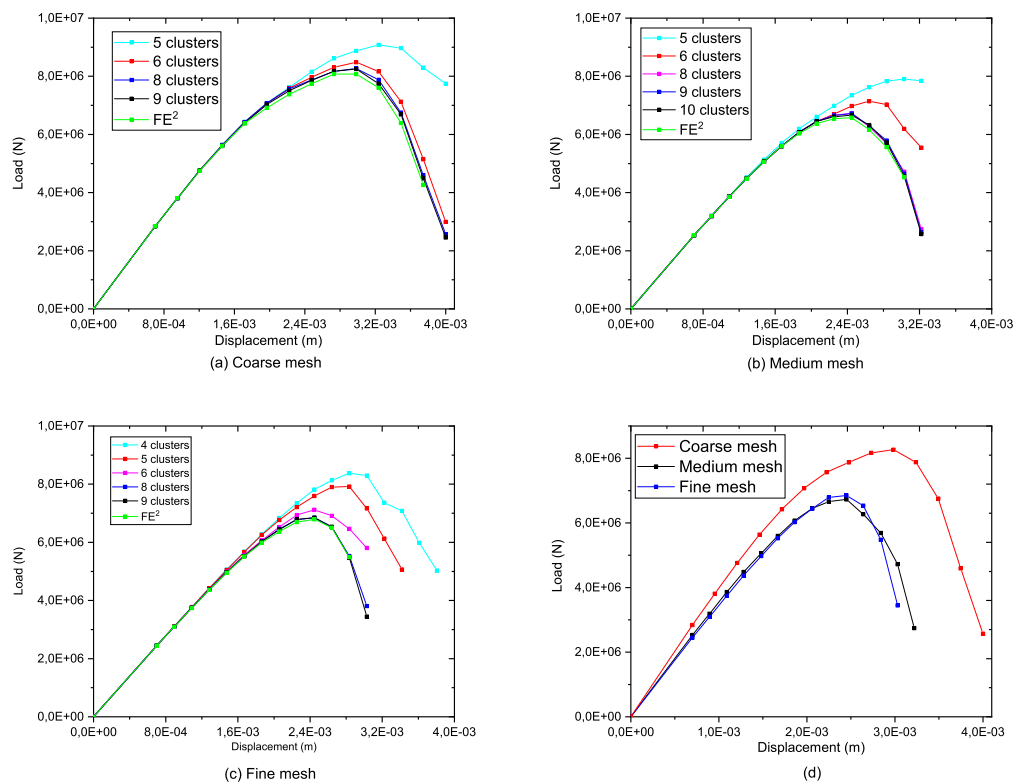 1,0E+07
8,0E+06
6,0E+06
4,0E+06
2,0E+06
0,0E+00
Load (N)
5 clusters
6 clusters
8 clusters
9 clusters
FE²
0,0E+00 8,0E-04 1,6E-03 2,4E-03 3,2E-03 4,0E-03
Displacement (m)
(a) Coarse mesh
1,0E+07
8,0E+06
6,0E+06
4,0E+06
2,0E+06
0,0E+00
Load (N)
5 clusters
6 clusters
8 clusters
9 clusters
10 clusters
FE²
0,0E+00 8,0E-04 1,6E-03 2,4E-03 3,2E-03 4,0E-03
Displacement (m)
(b) Medium mesh
1,0E+07
8,0E+06
6,0E+06
4,0E+06
2,0E+06
0,0E+00
Load (N)
4 clusters
5 clusters
6 clusters
8 clusters
9 clusters
FE²
0,0E+00 8,0E-04 1,6E-03 2,4E-03 3,2E-03 4,0E-03
Displacement (m)
(c) Fine mesh
8,0E+06
6,0E+06
4,0E+06
2,0E+06
0,0E+00
Load (N)
Coarse mesh
Medium mesh
Fine mesh
0,0E+00 1,0E-03 2,0E-03 3,0E-03 4,0E-03
Displacement (m)
(d)